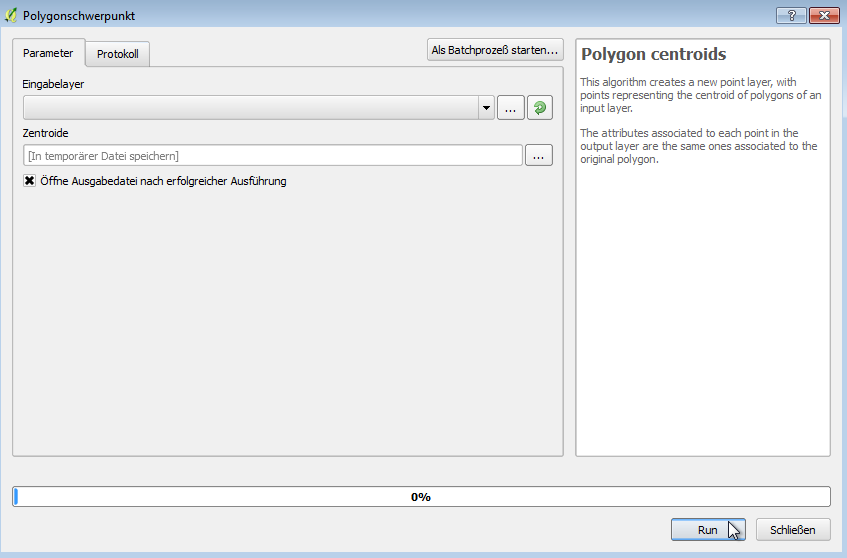 Polygonschwerpunkt
?
Parameter
Protokoll
Als Batchprozeß starten...
Eingabelayer
...
Zentroide
[In temporärer Datei speichern]
...
Öffne Ausgabedatei nach erfolgreicher Ausführung
Polygon centroids
This algorithm creates a new point layer, with
points representing the centroid of polygons of an
input layer.
The attributes associated to each point in the
output layer are the same ones associated to the
original polygon.
0%
Run
Schließen